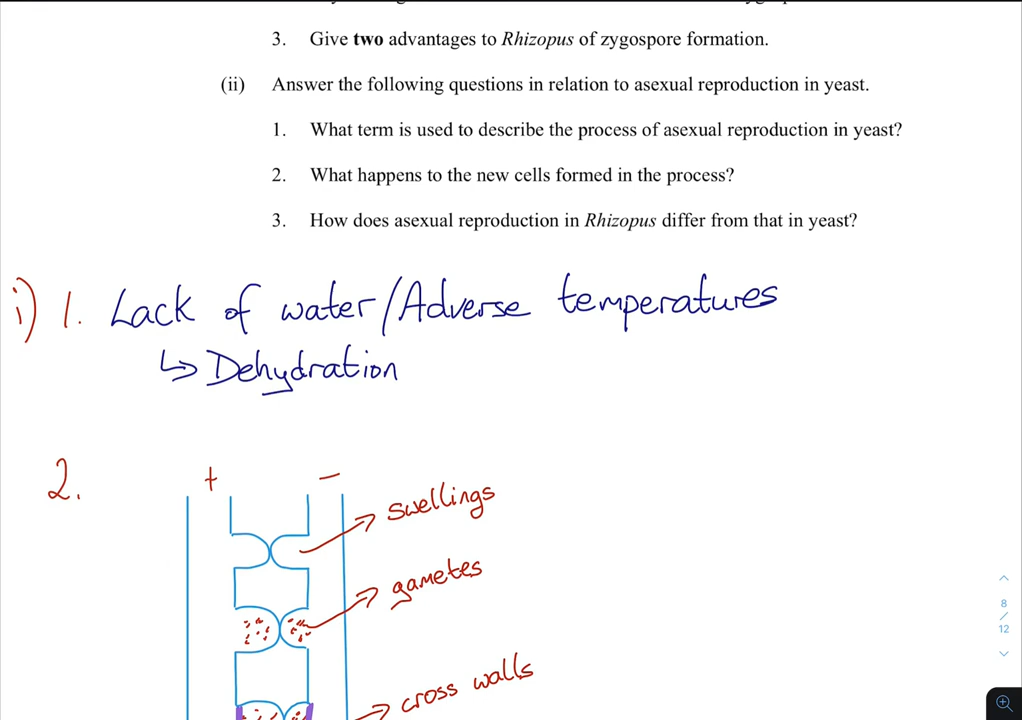 3. Give two advantages to Rhizopus of zygospore formation.
(ii) Answer the following questions in relation to asexual reproduction in yeast.
1. What term is used to describe the process of asexual reproduction in yeast?
2. What happens to the new cells formed in the process?
3. How does asexual reproduction in Rhizopus differ from that in yeast?
i) 1. Lack of water/Adverse temperatures
↳ Dehydration
2.
+ −
swellings
gametes
cross walls
8
/
12